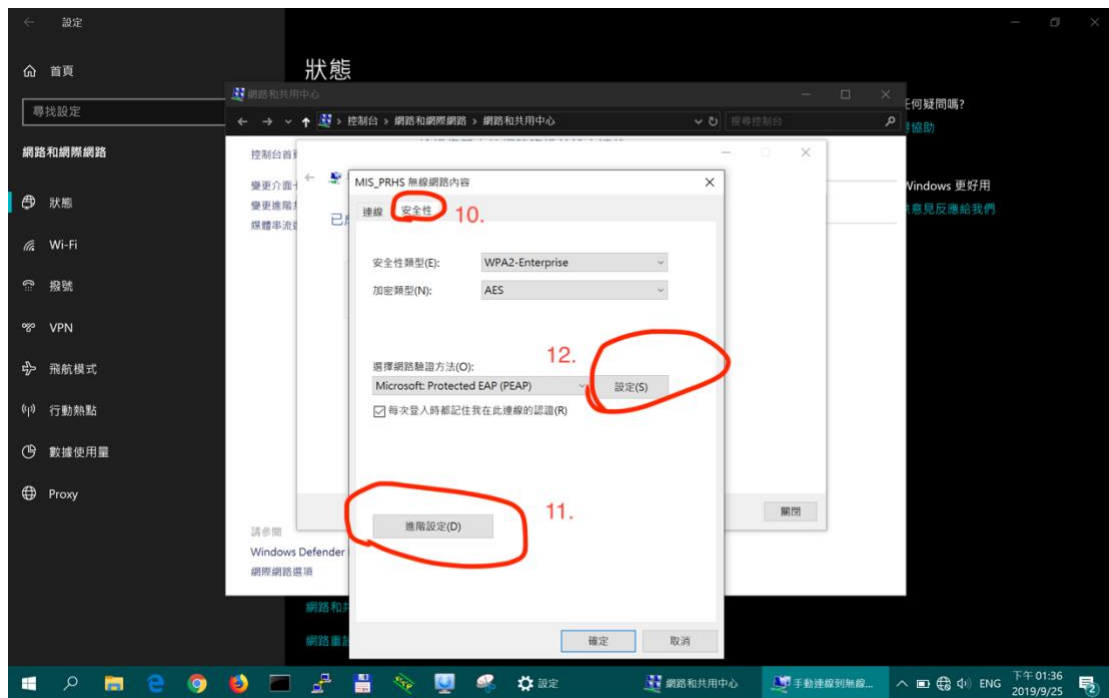 設定
首頁
尋找設定
網路和網際網路
狀態
Wi-Fi
撥號
VPN
飛航模式
行動熱點
數據使用量
Proxy
狀態
網路和共用中心
控制台 › 網路和網際網路 › 網路和共用中心
搜尋控制台
控制台首
變更介面卡
變更進階
媒體串流
請參閱
Windows Defender
網際網路選項
已
MIS_PRHS 無線網路內容
連線
安全性
10.
安全性類型(E):
WPA2-Enterprise
加密類型(N):
AES
12.
選擇網路驗證方法(O):
Microsoft: Protected EAP (PEAP)
設定(S)
每次登入時都記住我在此連線的認證(R)
11.
進階設定(D)
關閉
確定
取消
任何疑問嗎?
協助
Windows 更好用
意見反應給我們
網路和共
網路重設
設定
網路和共用中心
手動連線到無線...
ENG
下午 01:36
2019/9/25